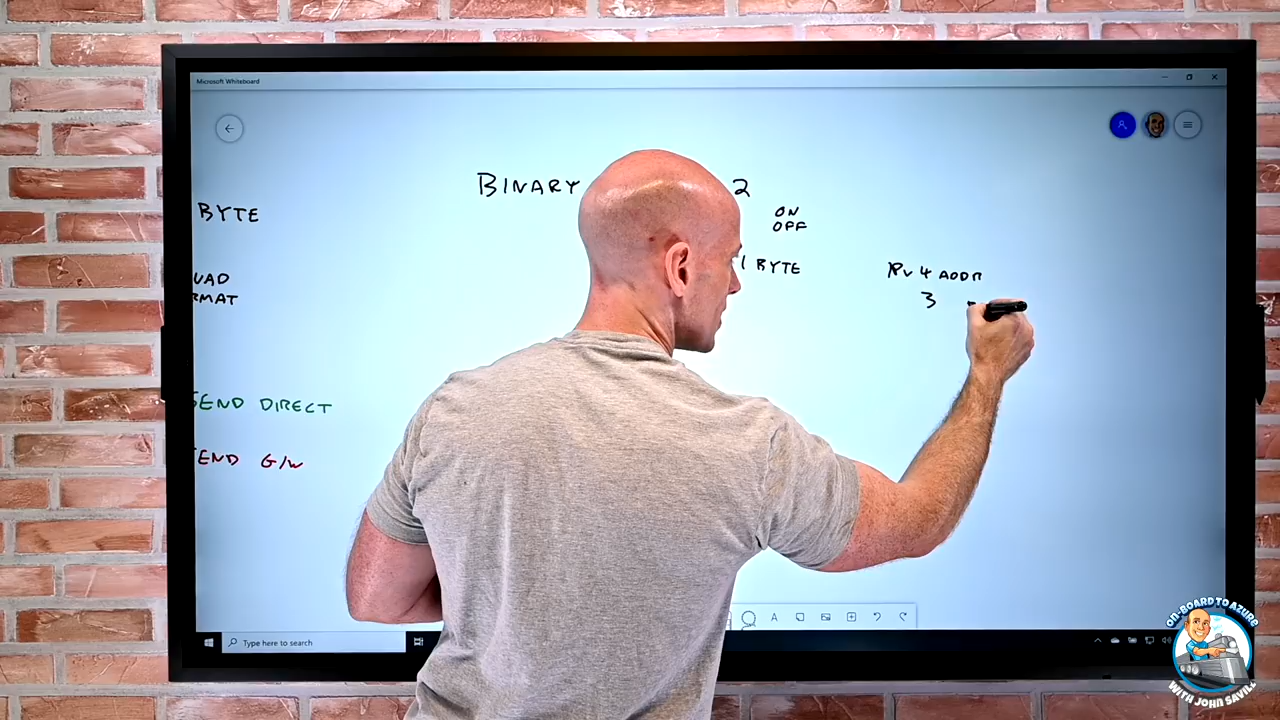 Microsoft Whiteboard
BINARY
2
BYTE
ON
OFF
1 BYTE
IPv4 ADDR
3
UAD
RMAT
SEND DIRECT
END G/W
Type here to search
ON-BOARD TO AZURE
WITH JOHN SAVILL